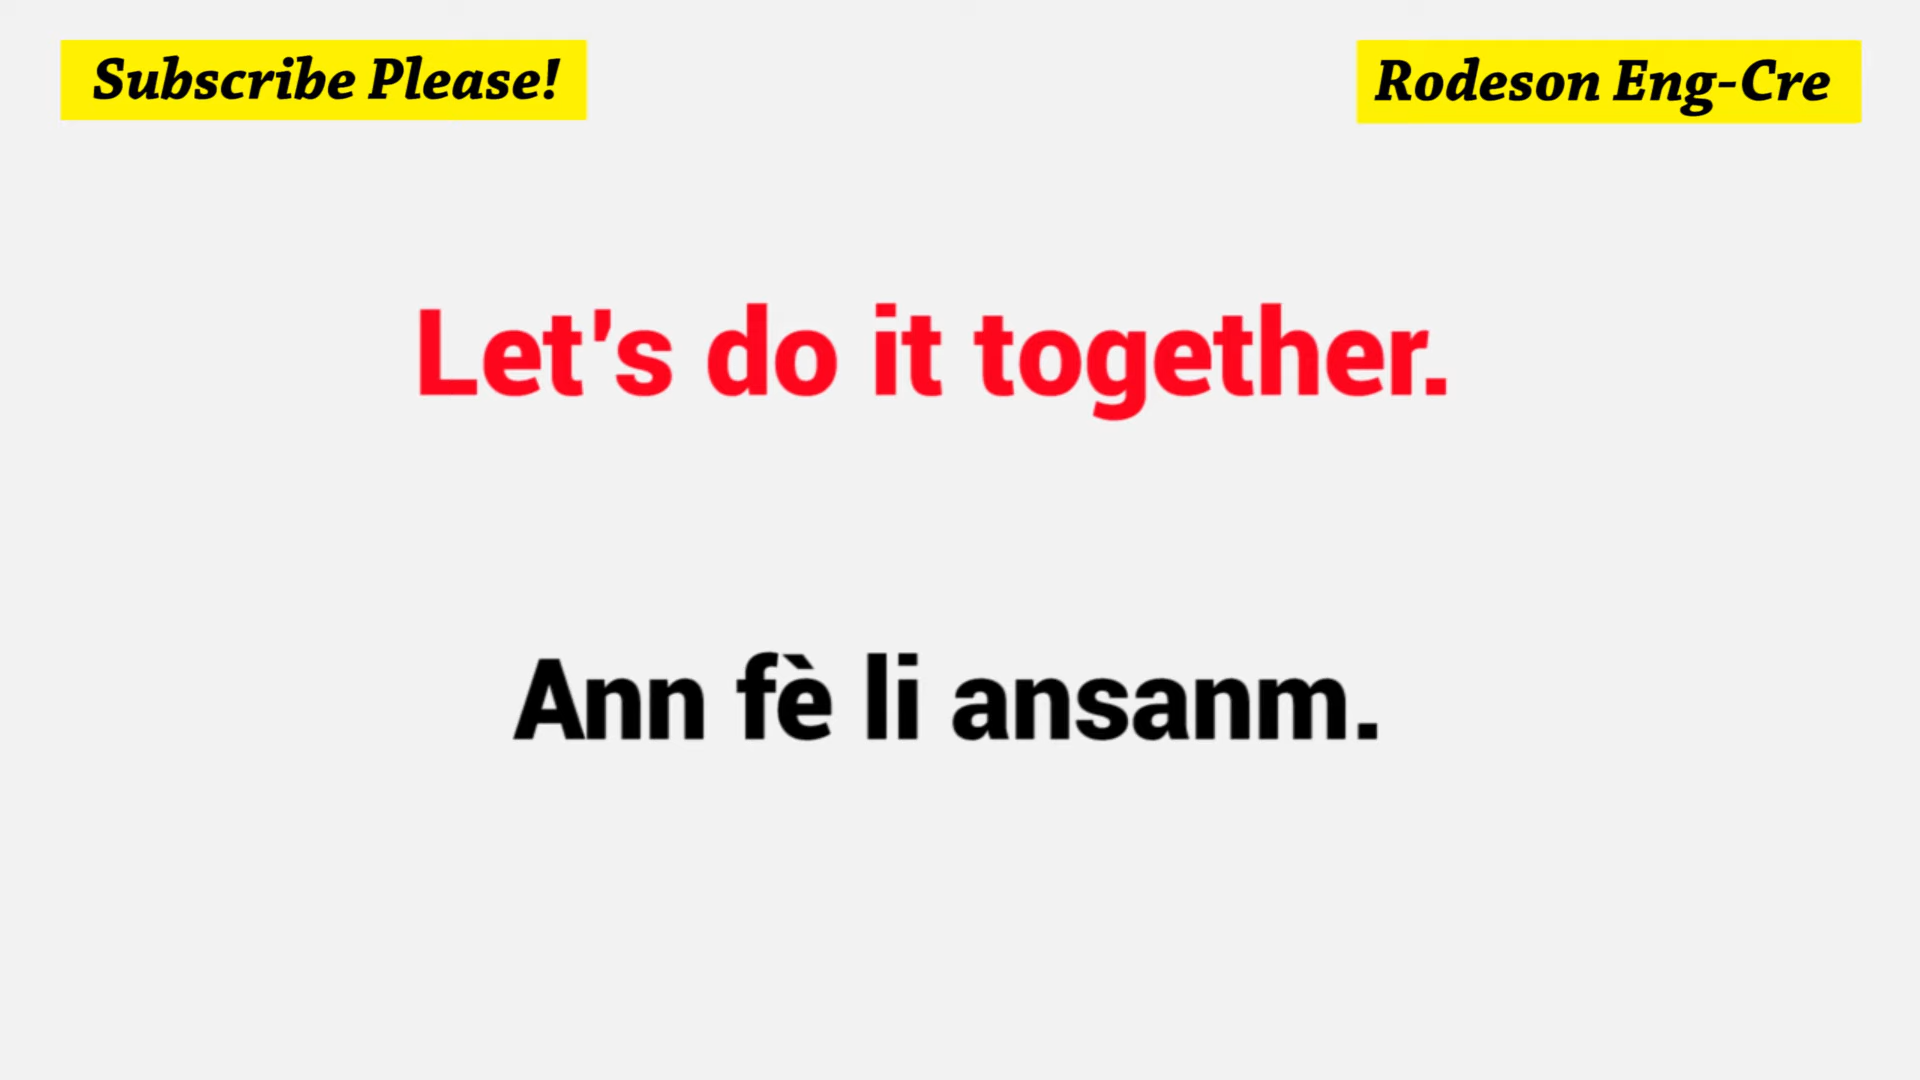 Subscribe Please!
Rodeson Eng-Cre
Let's do it together.
Ann fè li ansanm.